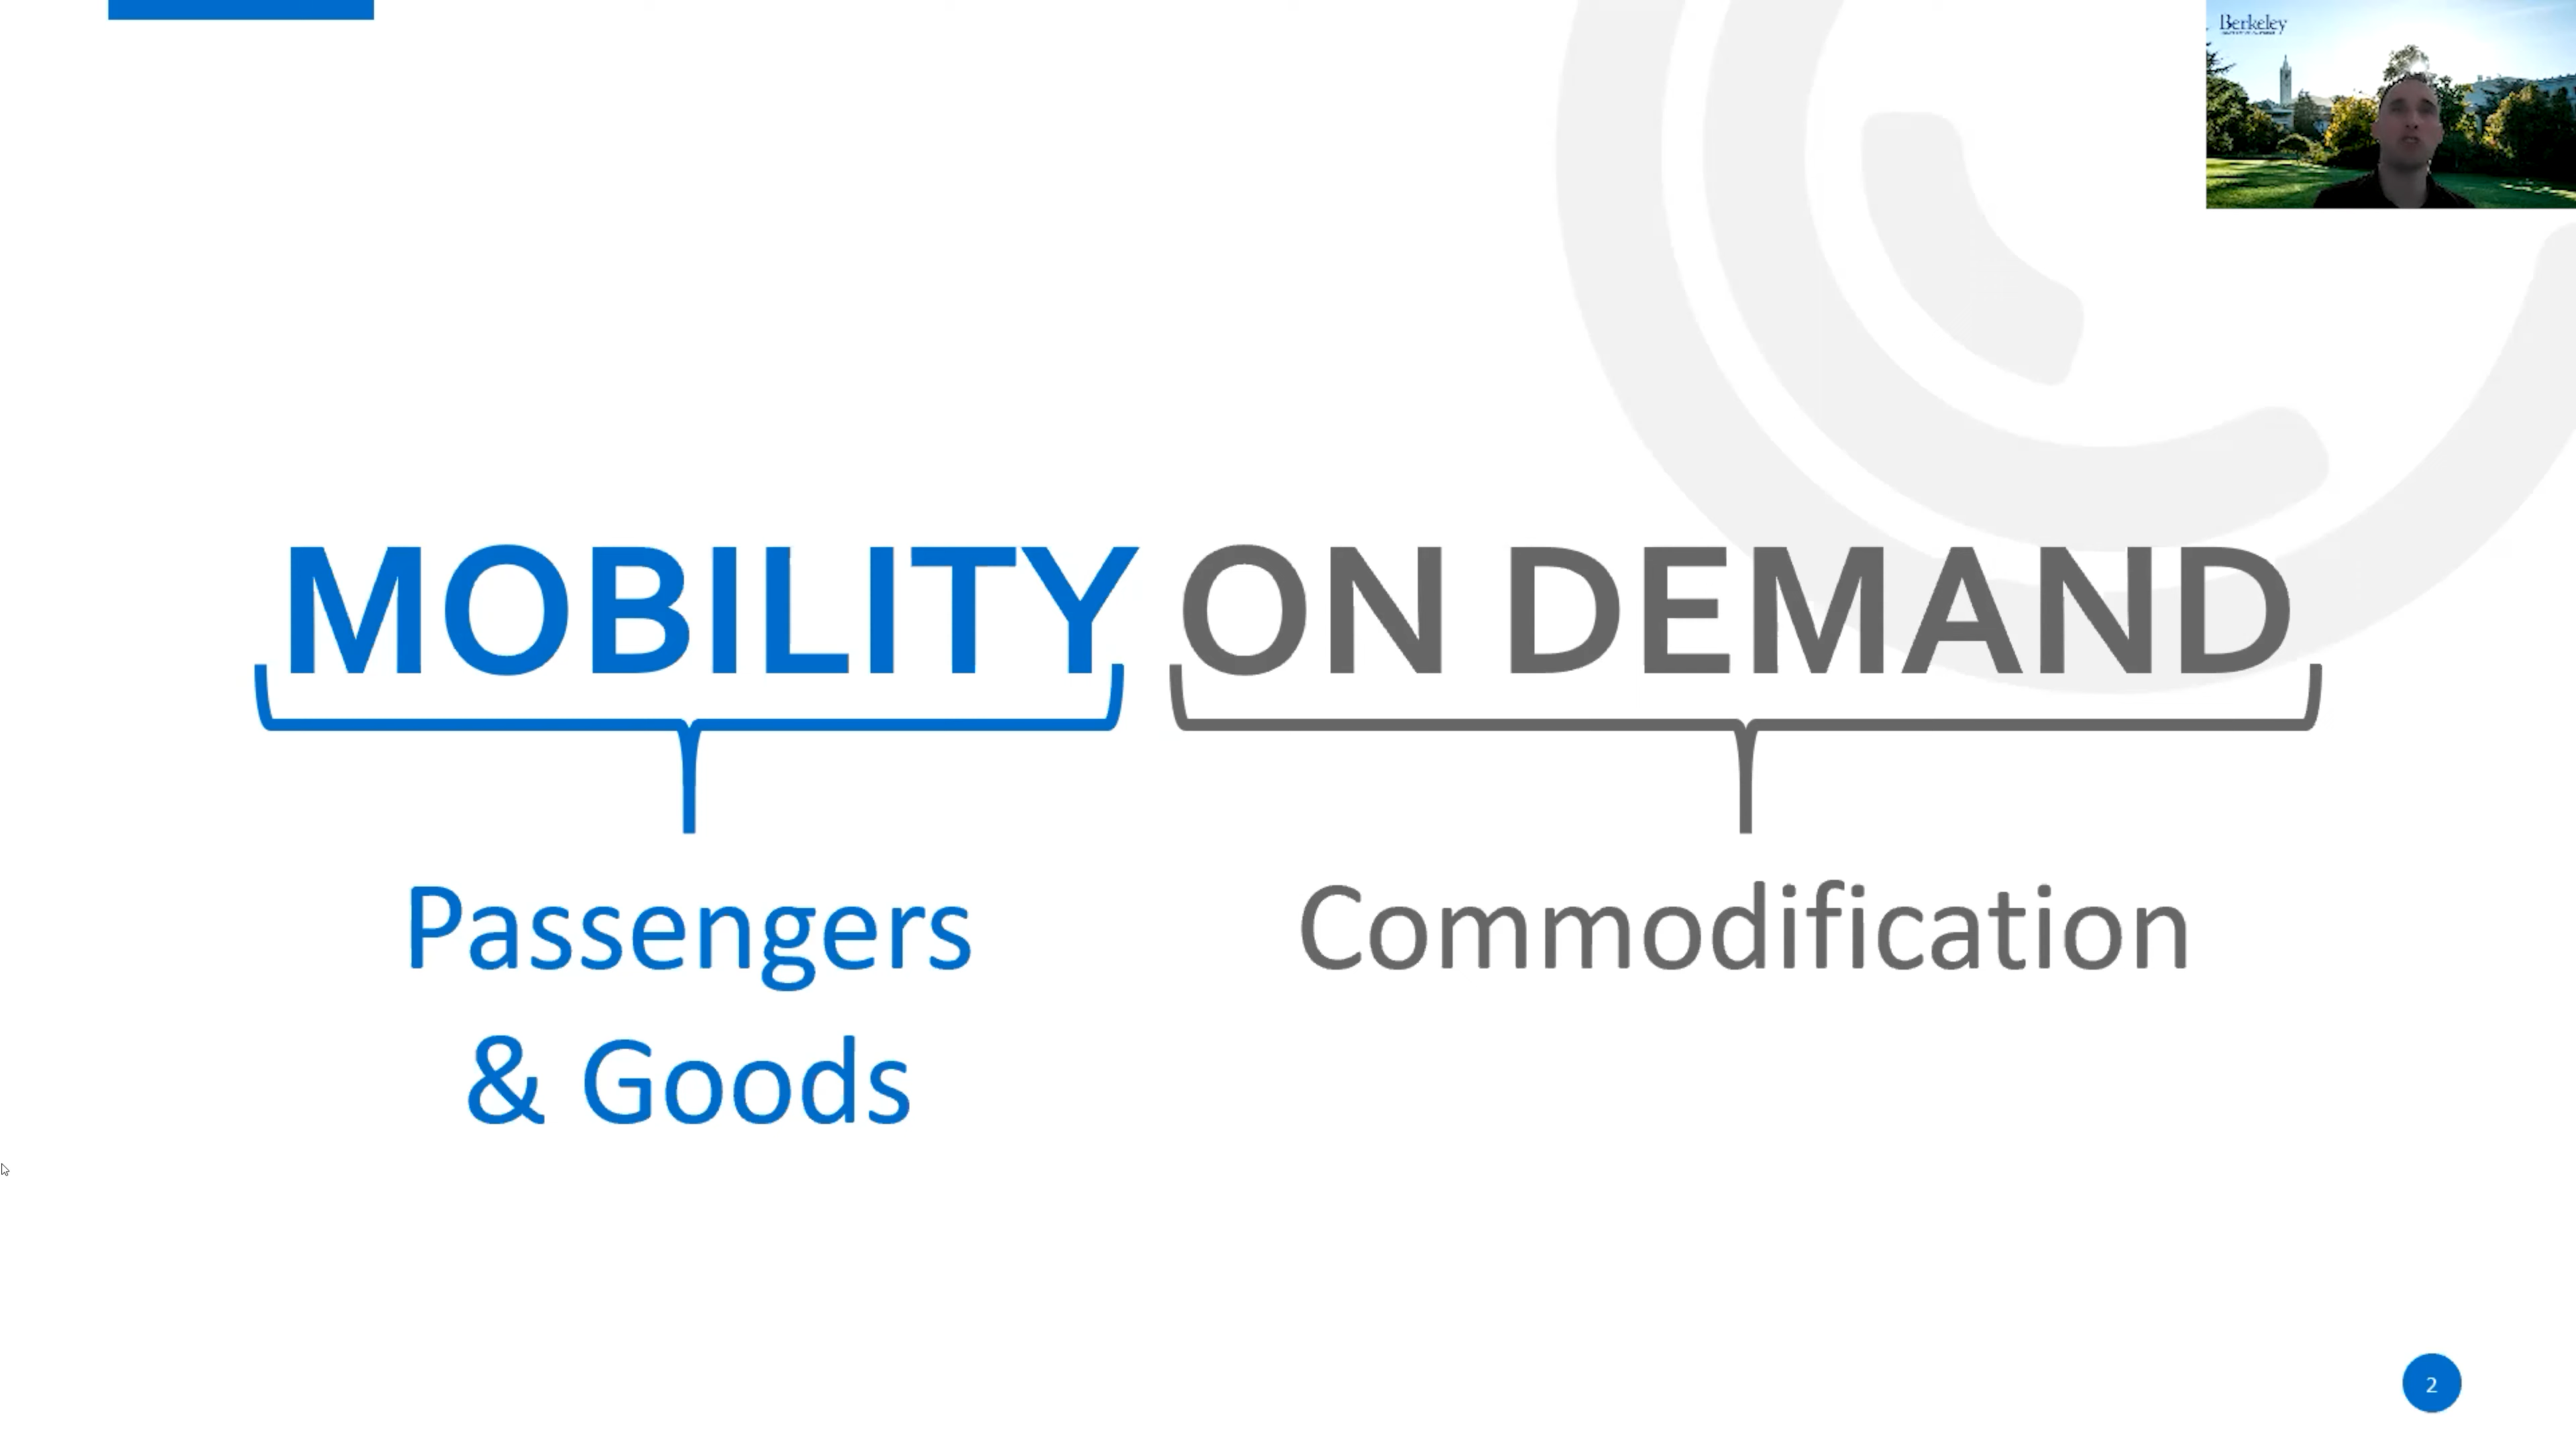 Berkeley
MOBILITY ON DEMAND
Passengers
& Goods
Commodification
2